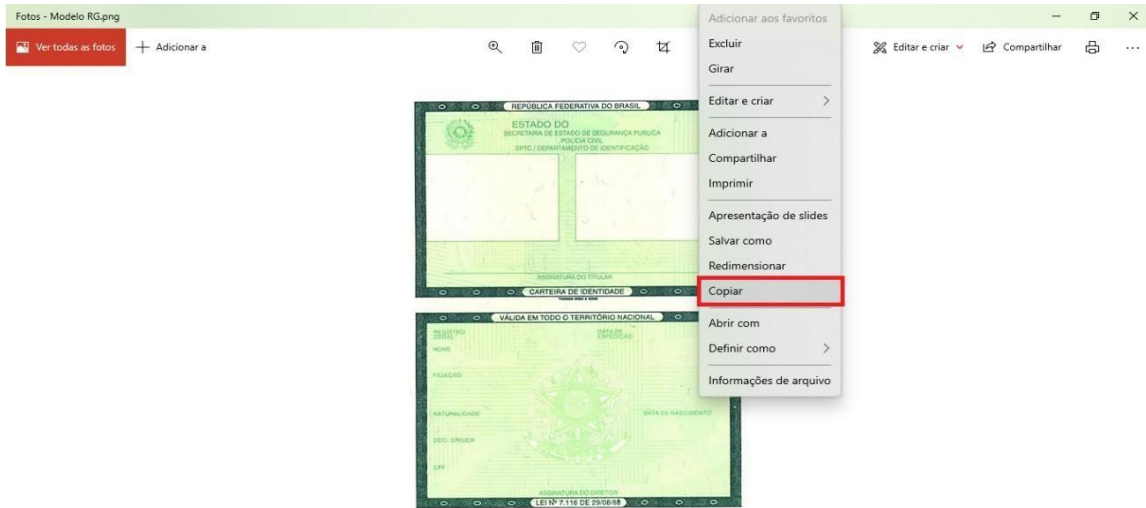 Fotos - Modelo RG.png
Ver todas as fotos
Adicionar a
Editar e criar
Compartilhar
Adicionar aos favoritos
Excluir
Girar
Editar e criar
Adicionar a
Compartilhar
Imprimir
Apresentação de slides
Salvar como
Redimensionar
Copiar
Abrir com
Definir como
Informações de arquivo
REPÚBLICA FEDERATIVA DO BRASIL
ESTADO DO
SECRETARIA DE ESTADO DE SEGURANÇA PUBLICA
POLÍCIA CIVIL
SPTC / DEPARTAMENTO DE IDENTIFICAÇÃO
ASSINATURA DO TITULAR
CARTEIRA DE IDENTIDADE
VÁLIDA EM TODO O TERRITÓRIO NACIONAL
REGISTRO GERAL
DATA DE EXPEDIÇÃO
NOME
FILIAÇÃO
NATURALIDADE
DATA DE NASCIMENTO
DOC. ORIGEM
CPF
ASSINATURA DO DIRETOR
LEI Nº 7.116 DE 29/08/83